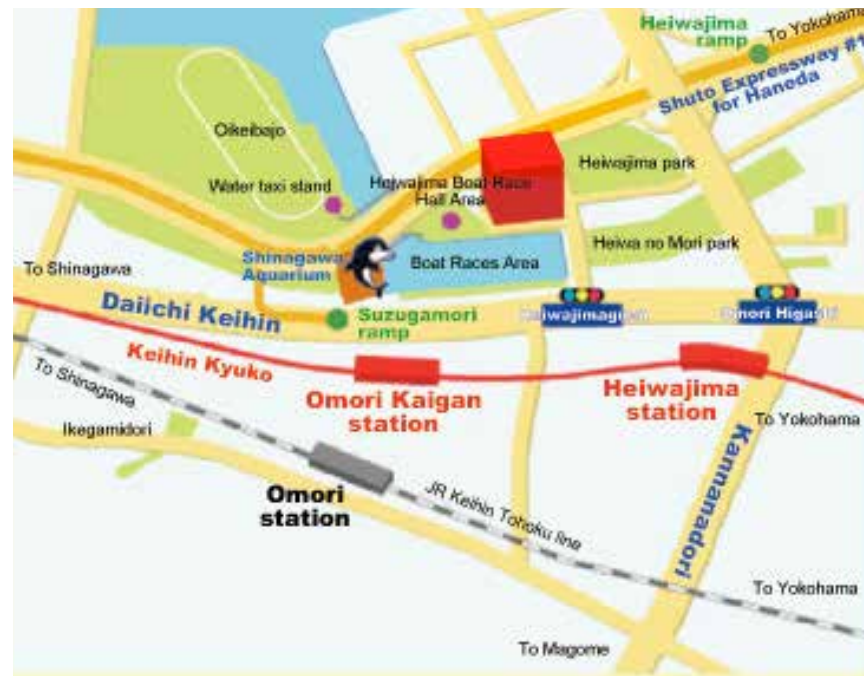 Heiwajima
ramp
To Yokohama
Shuto Expressway #1
for Haneda
Oikeibajo
Water taxi stand
Heiwajima Boat Race
Hall Area
Heiwajima park
Shinagawa
Aquarium
Boat Races Area
Heiwa no Mori park
To Shinagawa
Daiichi Keihin
Suzugamori
ramp
Omori Higashi
Keihin Kyuko
To Shinagawa
Omori Kaigan
station
Heiwajima
station
To Yokohama
Ikegamidori
Kannanadori
Omori
station
JR Keihin Tohoku line
To Yokohama
To Magome